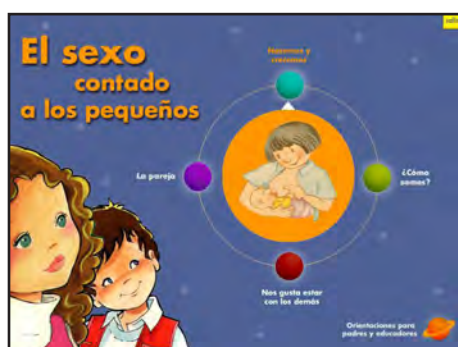 El sexo
contado
a los pequeños
Nacemos y
crecemos
La pareja
¿Cómo
somos?
Nos gusta estar
con los demás
Orientaciones para
padres y educadores